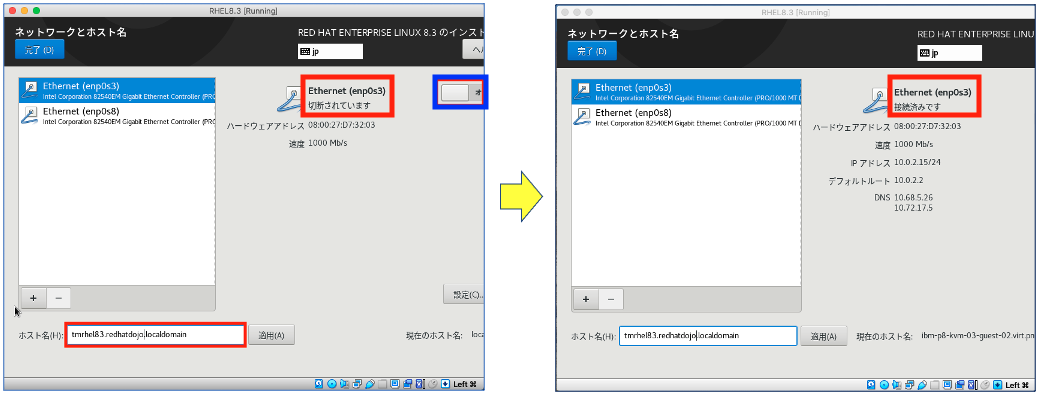 RHEL8.3 [Running]
ネットワークとホスト名
RED HAT ENTERPRISE LINUX 8.3 のインスト
完了 (D)
jp
ヘル
Ethernet (enp0s3)
Intel Corporation 82540EM Gigabit Ethernet Controller (PRO/
Ethernet (enp0s8)
Intel Corporation 82540EM Gigabit Ethernet Controller (PRO/
Ethernet (enp0s3)
切断されています
オ
ハードウェアアドレス 08:00:27:D7:32:03
速度 1000 Mb/s
+ −
設定(C)...
ホスト名(H): tmrhel83.redhatdojo.localdomain 適用(A) 現在のホスト名: loca
Left ⌘
RHEL8.3 [Running]
ネットワークとホスト名
RED HAT ENTERPRISE LINU
完了 (D)
jp
Ethernet (enp0s3)
Intel Corporation 82540EM Gigabit Ethernet Controller (PRO/1000 MT D
Ethernet (enp0s8)
Intel Corporation 82540EM Gigabit Ethernet Controller (PRO/1000 MT D
Ethernet (enp0s3)
接続済みです
ハードウェアアドレス 08:00:27:D7:32:03
速度 1000 Mb/s
IP アドレス 10.0.2.15/24
デフォルトルート 10.0.2.2
DNS 10.68.5.26
10.72.17.5
+ −
ホスト名(H): tmrhel83.redhatdojo.localdomain 適用(A) 現在のホスト名: ibm-p8-kvm-03-guest-02.virt.pn
Left ⌘